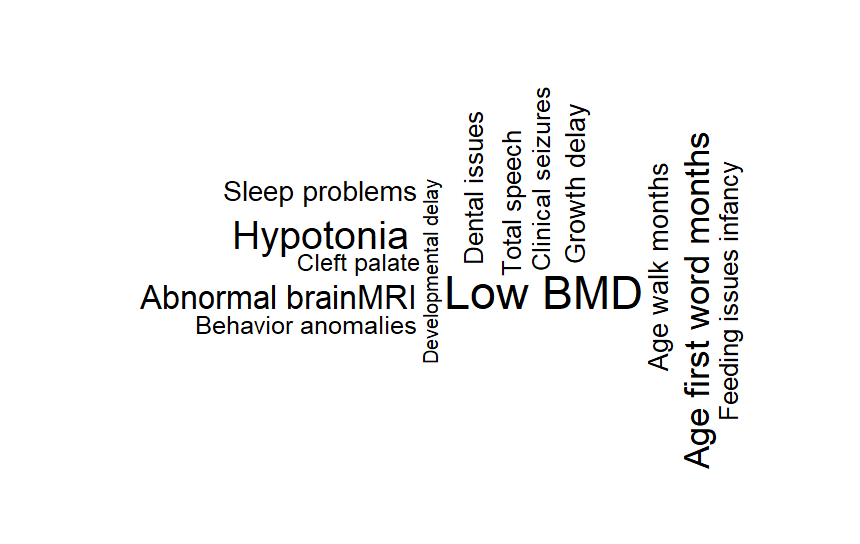 Sleep problems
Hypotonia
Cleft palate
Abnormal brainMRI
Behavior anomalies
Developmental delay
Low BMD
Dental issues
Total speech
Clinical seizures
Growth delay
Age walk months
Age first word months
Feeding issues infancy